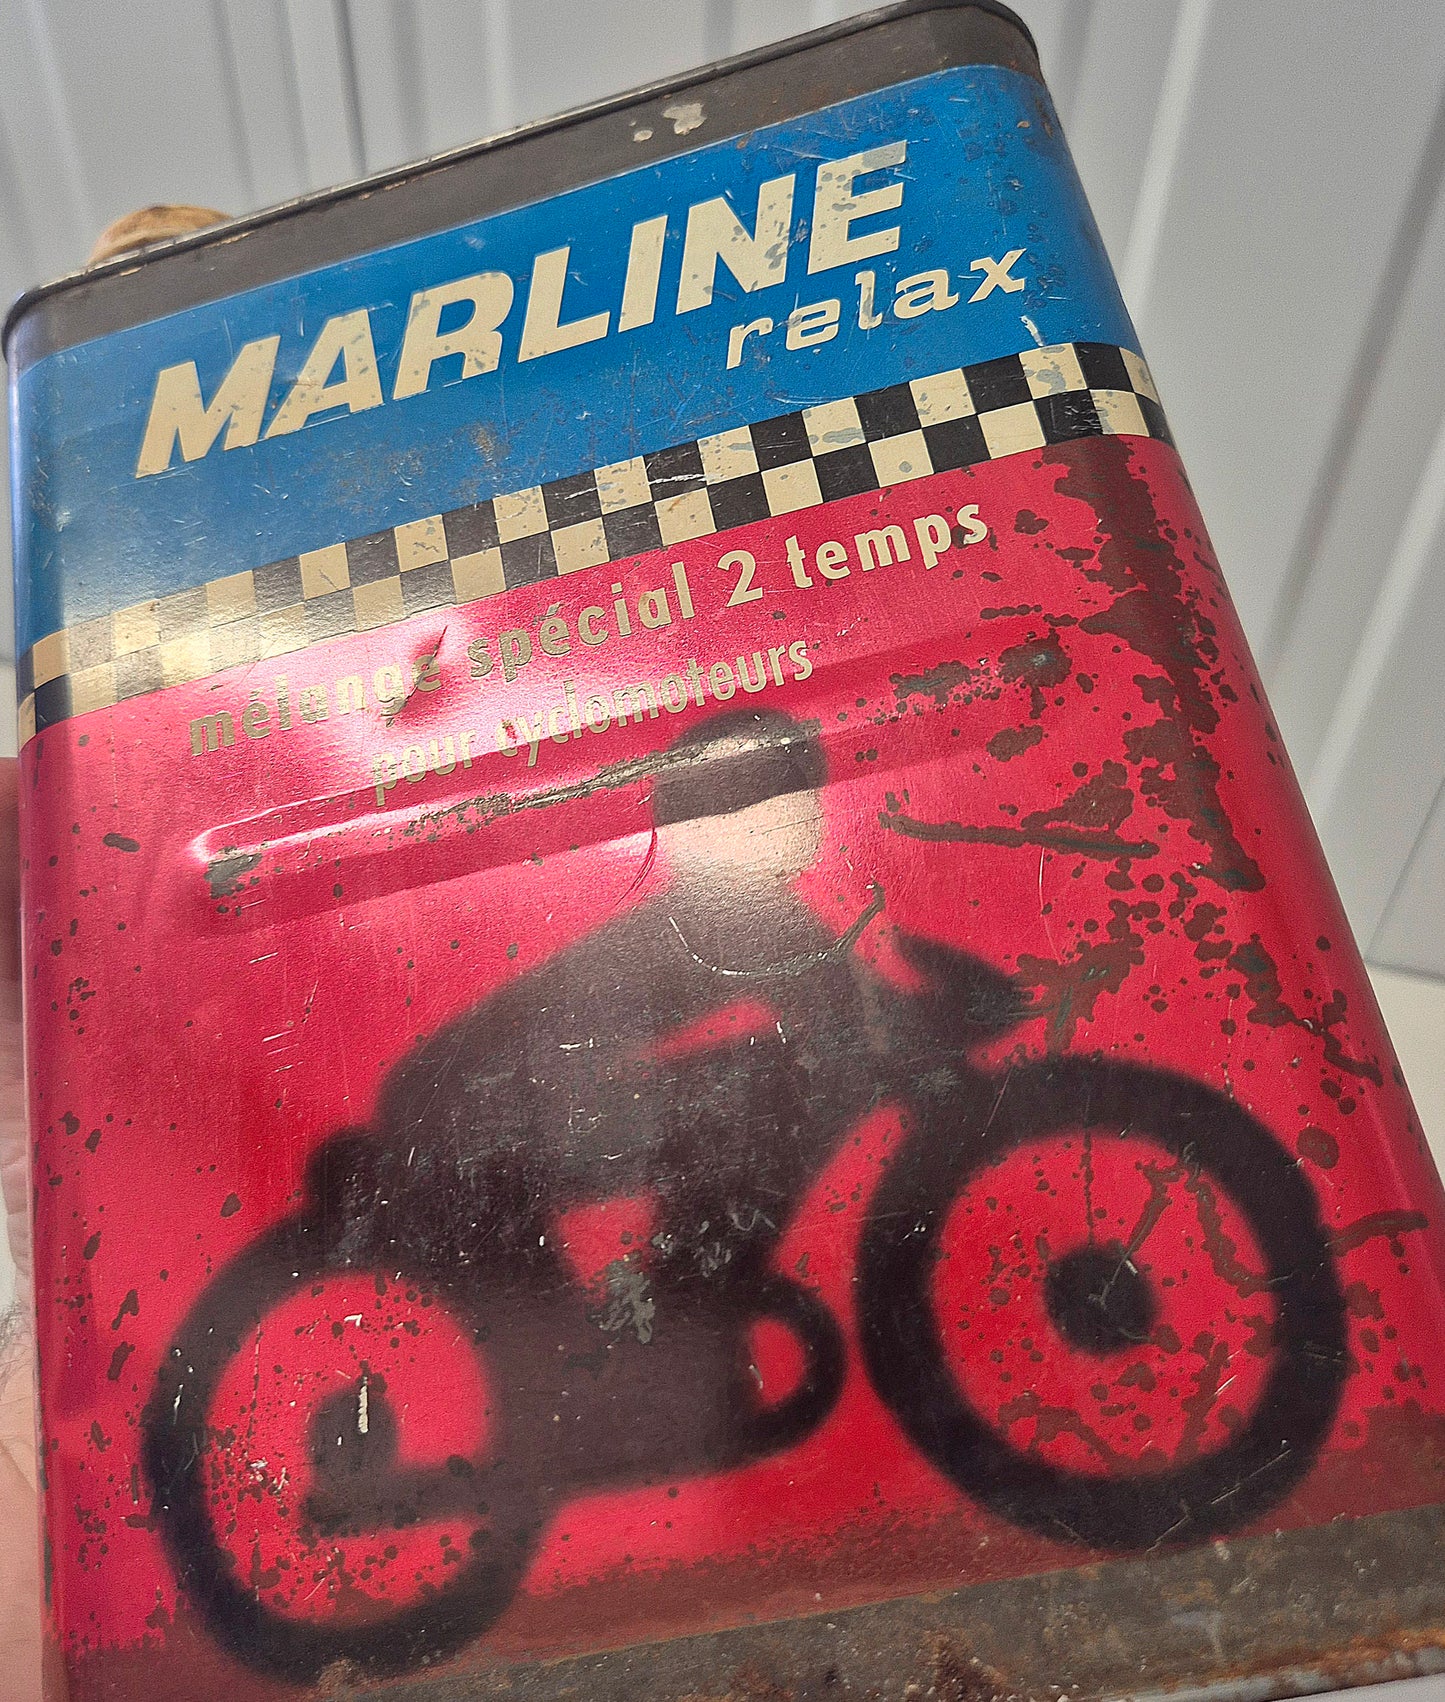 MARLINE
relax
mélange spécial 2 temps
pour cyclomoteurs